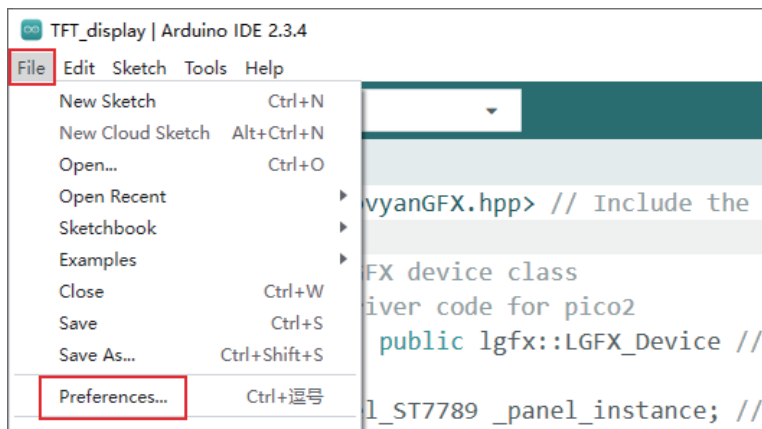 TFT_display | Arduino IDE 2.3.4
File Edit Sketch Tools Help
New Sketch Ctrl+N
New Cloud Sketch Alt+Ctrl+N
Open... Ctrl+O
Open Recent
vyanGFX.hpp> // Include the
Sketchbook
Examples
FX device class
Close Ctrl+W
iver code for pico2
Save Ctrl+S
public lgfx::LGFX_Device //
Save As... Ctrl+Shift+S
Preferences... Ctrl+逗号
l_ST7789 _panel_instance; //